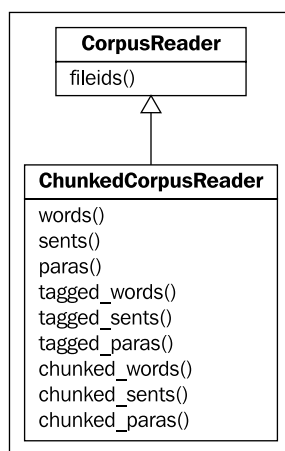 CorpusReader
fileids()
ChunkedCorpusReader
words()
sents()
paras()
tagged_words()
tagged_sents()
tagged_paras()
chunked_words()
chunked_sents()
chunked_paras()